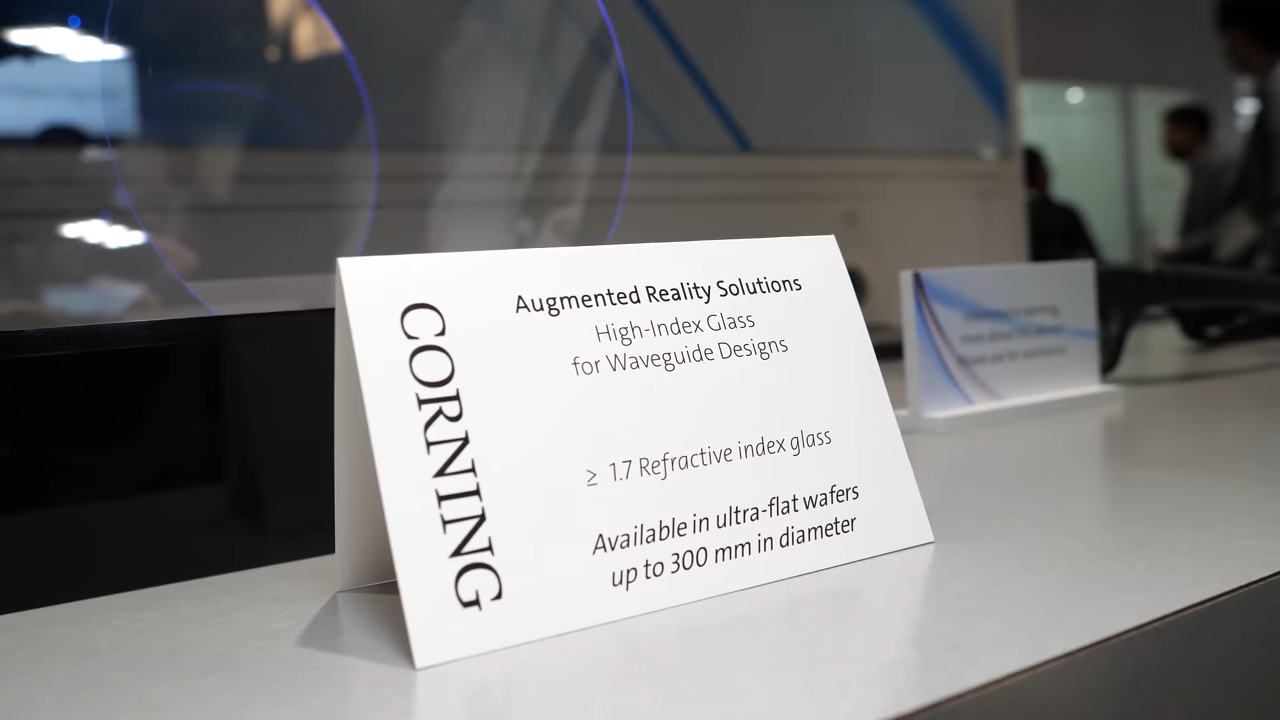 CORNING
Augmented Reality Solutions
High-Index Glass
for Waveguide Designs
≥ 1.7 Refractive index glass
Available in ultra-flat wafers
up to 300 mm in diameter